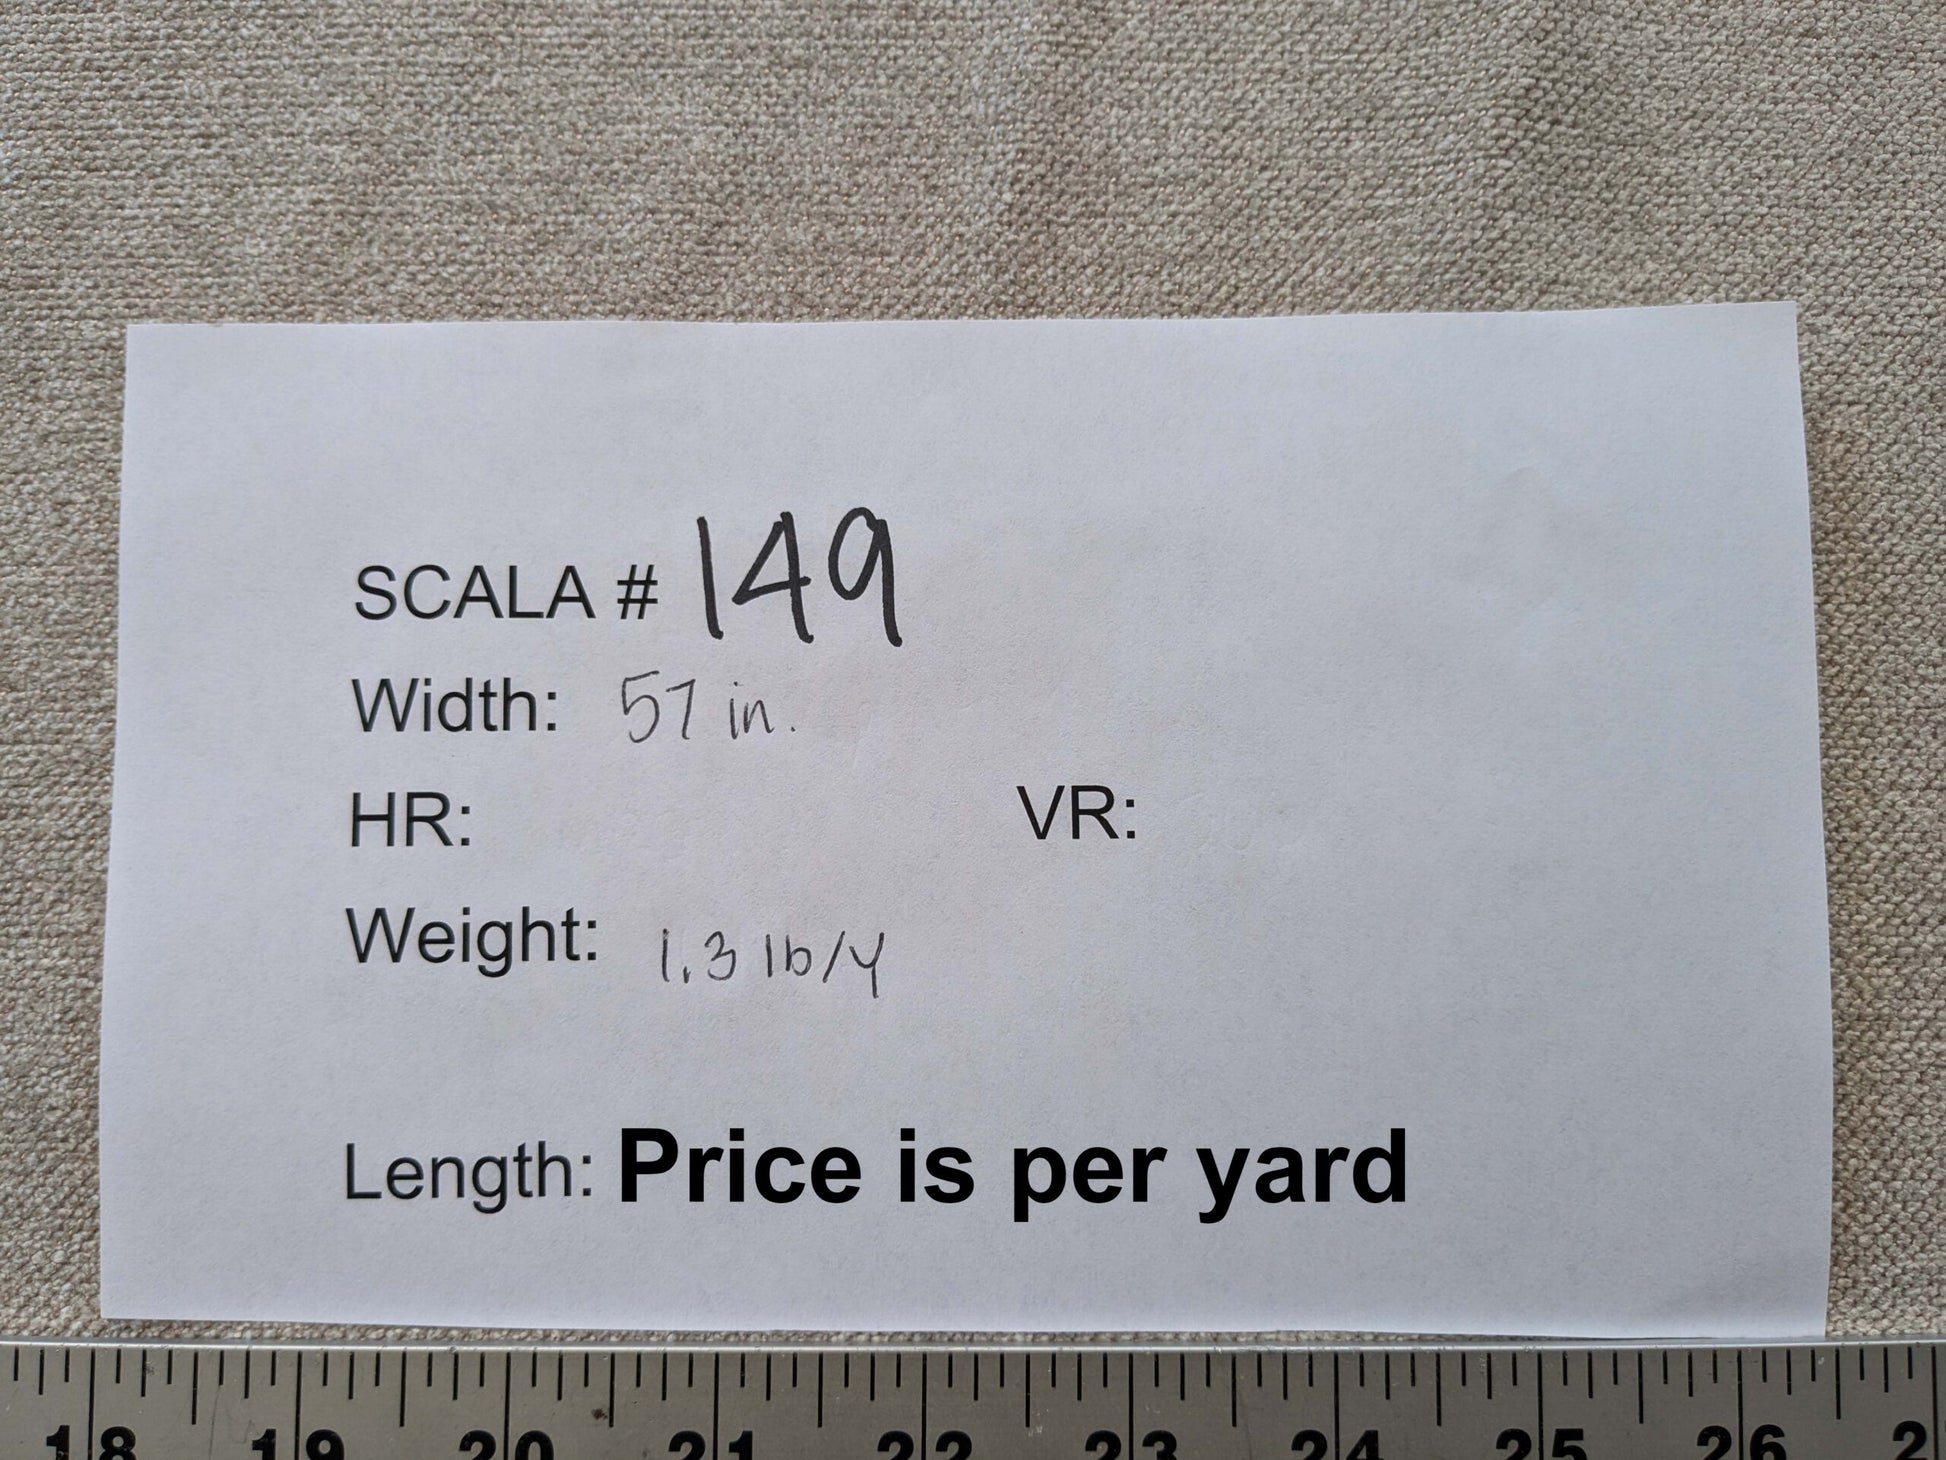 SCALA # 149
Width: 57 in.
HR: VR:
Weight: 1.3 lb/y
Length: Price is per yard
18 19 20 21 22 23 24 25 26 2